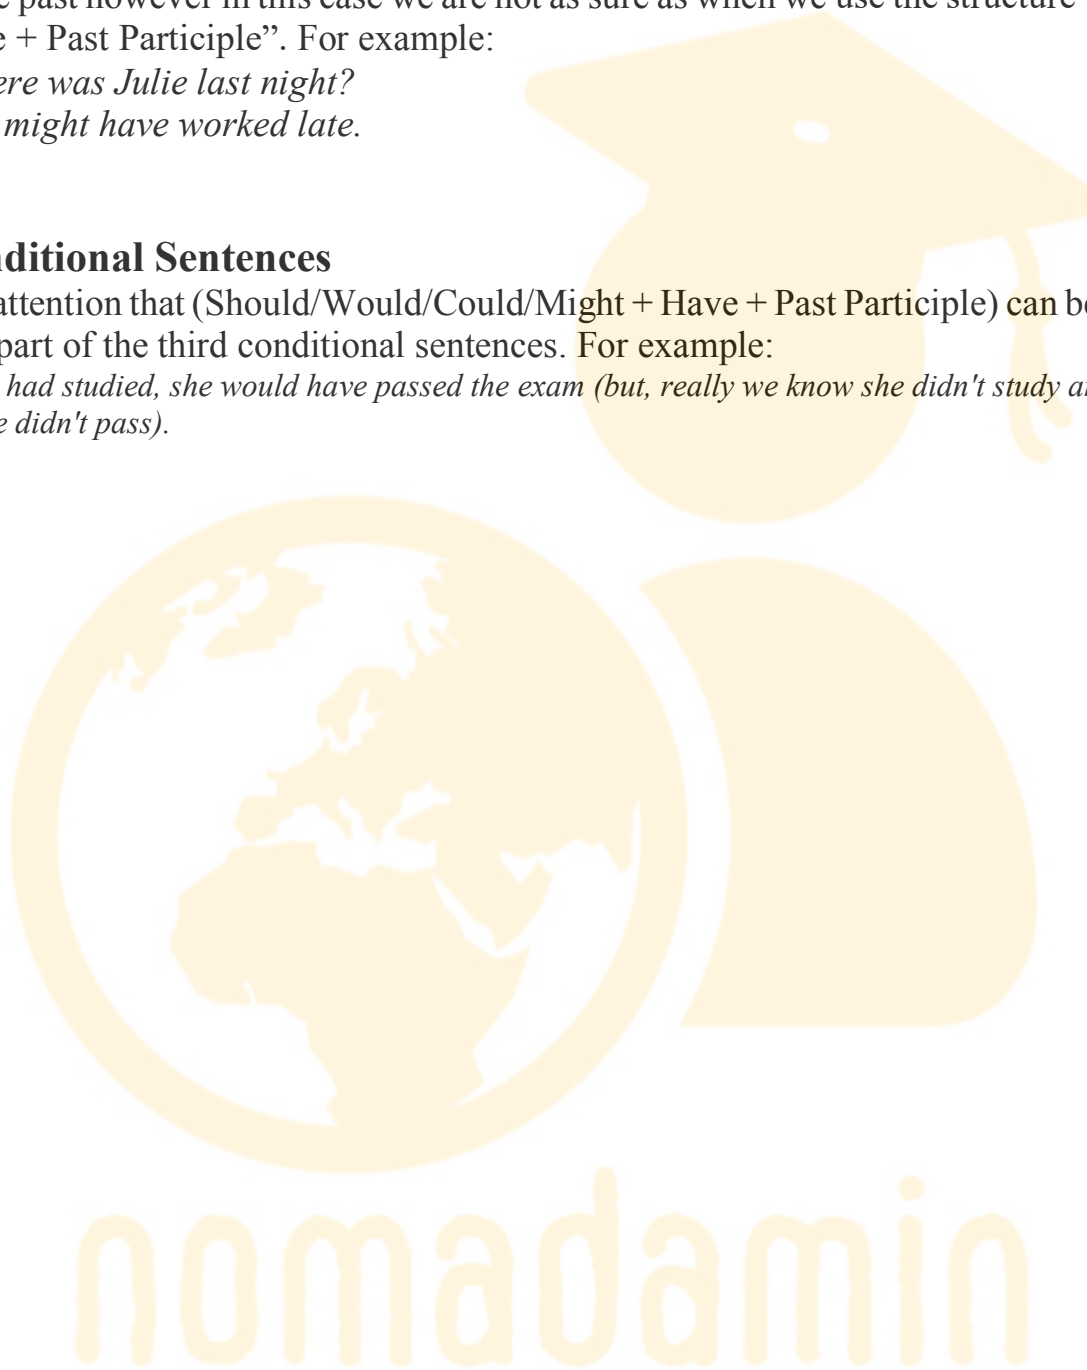 past however in this case we are not as sure as when we use the structure
+ Past Participle”. For example:
was Julie last night?
might have worked late.
ditional Sentences
attention that (Should/Would/Could/Might + Have + Past Participle) can be
part of the third conditional sentences. For example:
had studied, she would have passed the exam (but, really we know she didn't study
didn't pass).
nomadamin